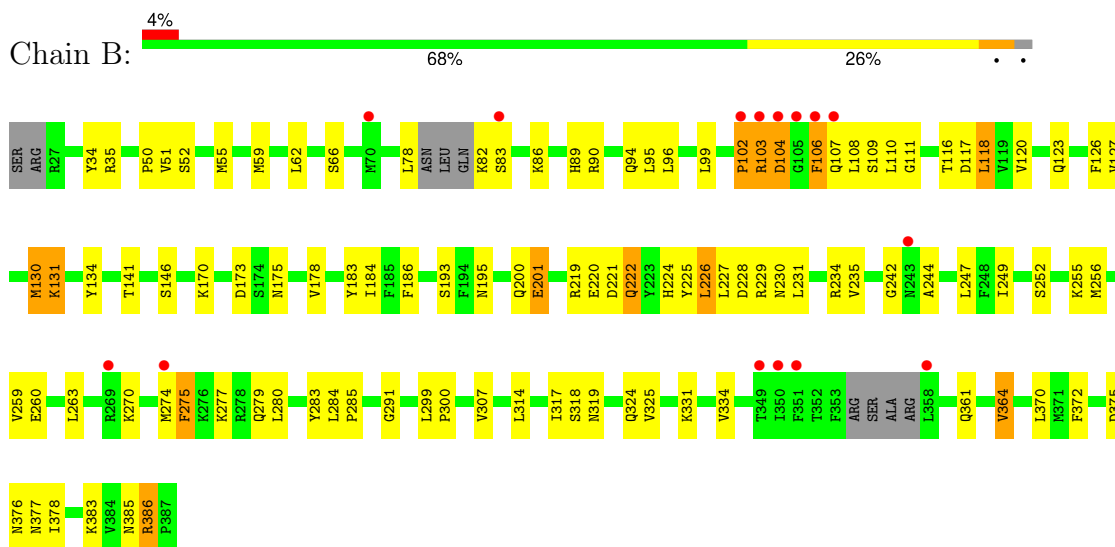 4%
Chain B:
68% 26% • •
SER ARG R27 Y34 R35 P50 V51 S52 M55 M59 L62 S66 M70 L78 ASN LEU GLN K82 S83 K86 H89 R90 Q94 L95 L96 L99 P102 R103 D104 G105 F106 Q107 L108 S109 L110 G111 T116 D117 L118 V119 V120 Q123 F126 V127
M130 K131 Y134 T141 S146 K170 D173 S174 N175 V178 Y183 I184 F185 F186 S193 F194 N195 Q200 E201 R219 E220 D221 Q222 Y223 H224 Y225 L226 L227 D228 R229 N230 L231 R234 V235 G242 N243 A244 L247 F248 I249 S252 K255 M256
V259 E260 L263 R269 K270 M274 F275 K276 K277 R278 Q279 L280 Y283 L284 P285 G291 L299 P300 V307 L314 I317 S318 N319 Q324 V325 K331 V334 T349 I350 F351 T352 F353 ARG SER ALA ARG L358 Q361 V364 L370 M371 F372
N376 N377 I378 K383 V384 N385 R386 P387